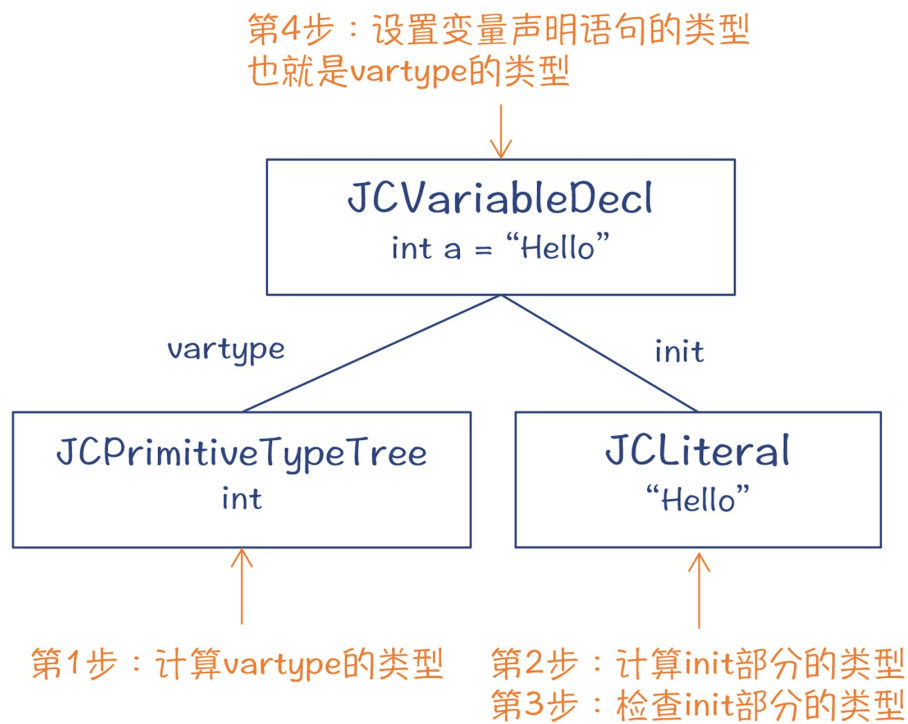 第4步：设置变量声明语句的类型
也就是vartype的类型
JCVariableDecl
int a = “Hello”
vartype
init
JCPrimitiveTypeTree
int
JCLiteral
“Hello”
第1步：计算vartype的类型
第2步：计算init部分的类型
第3步：检查init部分的类型